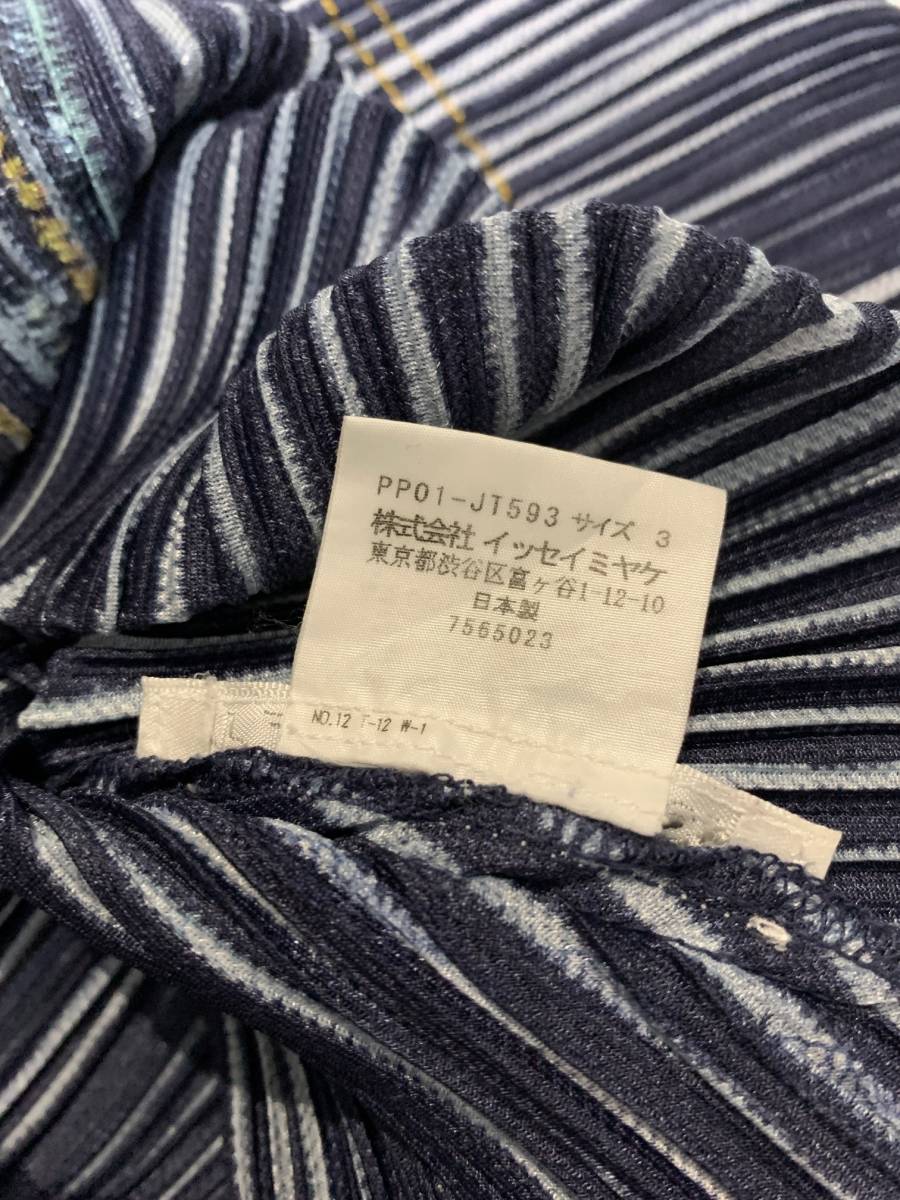 PP01-JT593 サイズ 3
株式会社 イッセイミヤケ
東京都渋谷区富ヶ谷1-12-10
日本製
7565023
NO.12 T-12 W-1